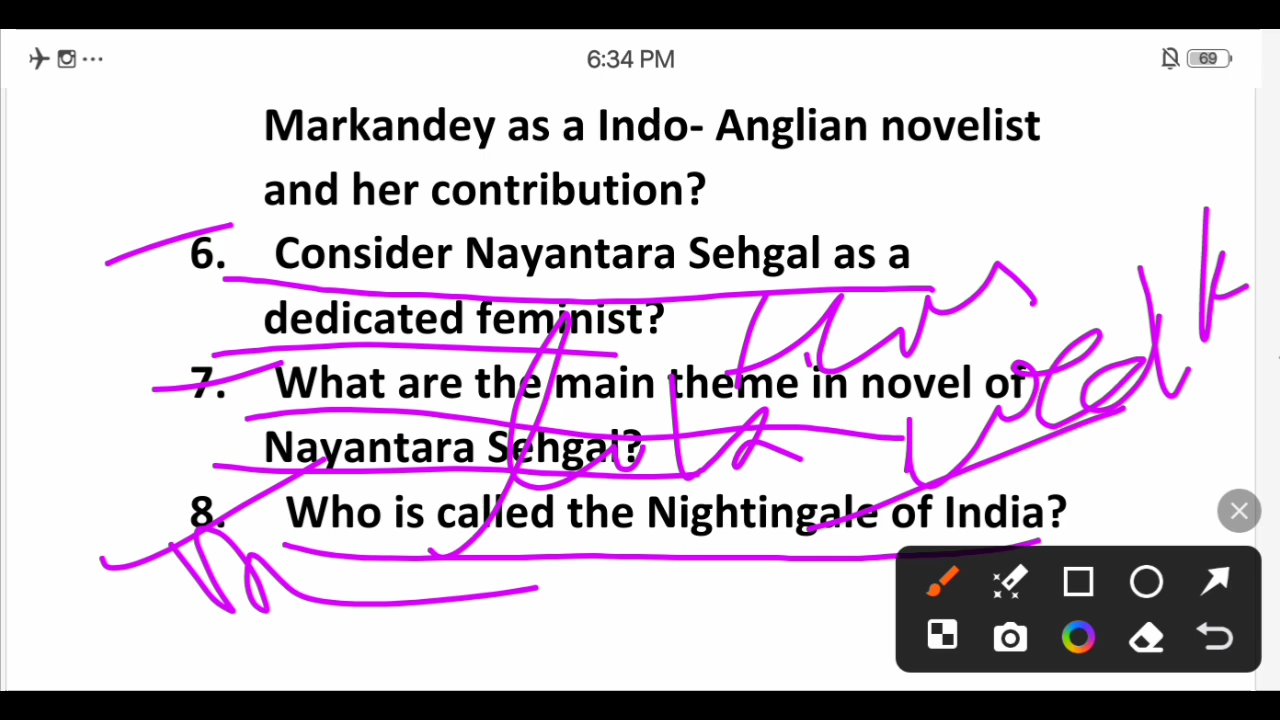 6:34 PM
69
Markandey as a Indo- Anglian novelist
and her contribution?
6. Consider Nayantara Sehgal as a
dedicated feminist?
7. What are the main theme in novel of
Nayantara Sehgal?
8. Who is called the Nightingale of India?